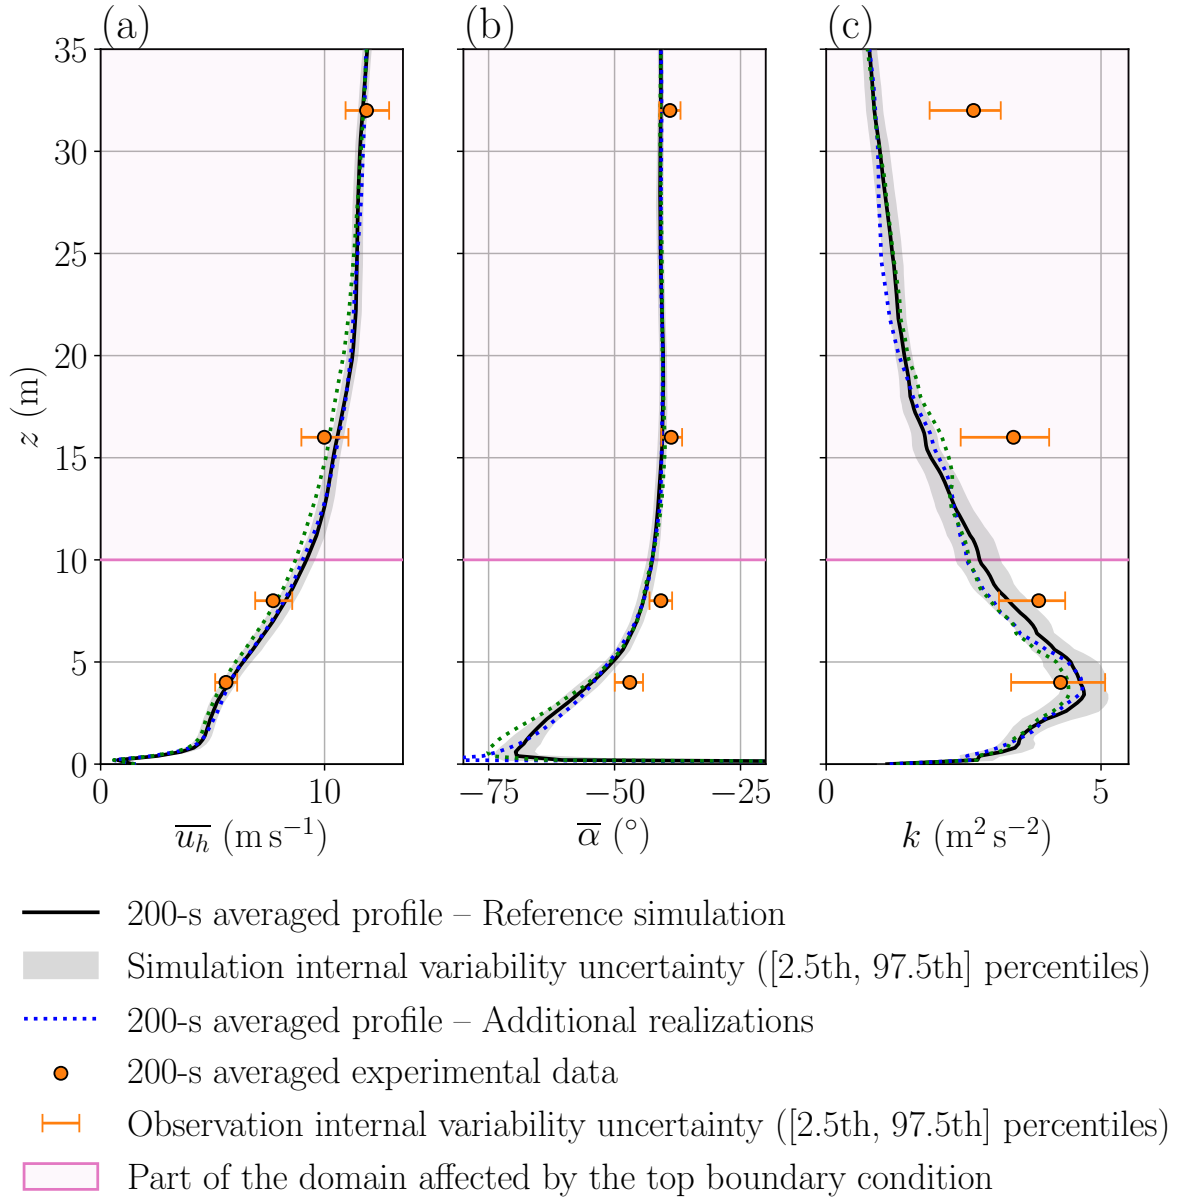 (a) (b) (c)
35
30
25
20
15
10
5
0
z (m)
0 10
−75 −50 −25
0 5
u_h (m s⁻¹)
α (°)
k (m² s⁻²)
200-s averaged profile – Reference simulation
Simulation internal variability uncertainty ([2.5th, 97.5th] percentiles)
200-s averaged profile – Additional realizations
200-s averaged experimental data
Observation internal variability uncertainty ([2.5th, 97.5th] percentiles)
Part of the domain affected by the top boundary condition